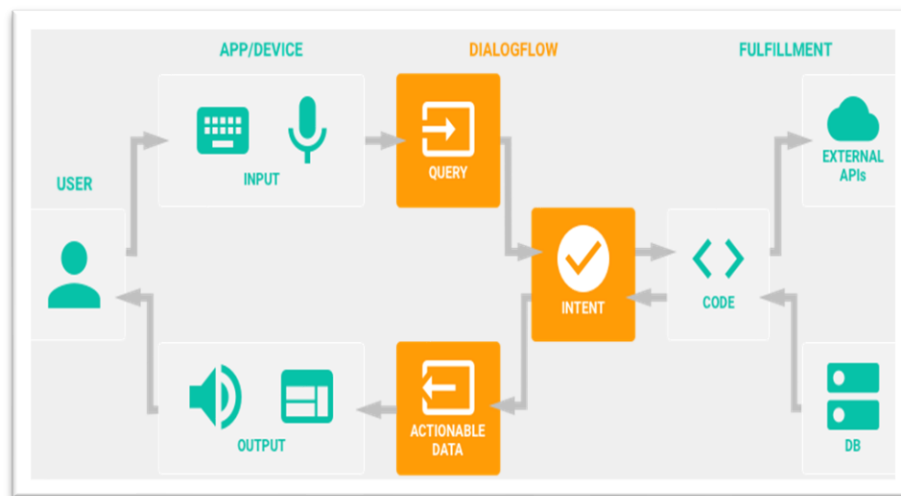 APP/DEVICE
DIALOGFLOW
FULFILLMENT
INPUT
QUERY
EXTERNAL
APIs
USER
INTENT
CODE
OUTPUT
ACTIONABLE
DATA
DB